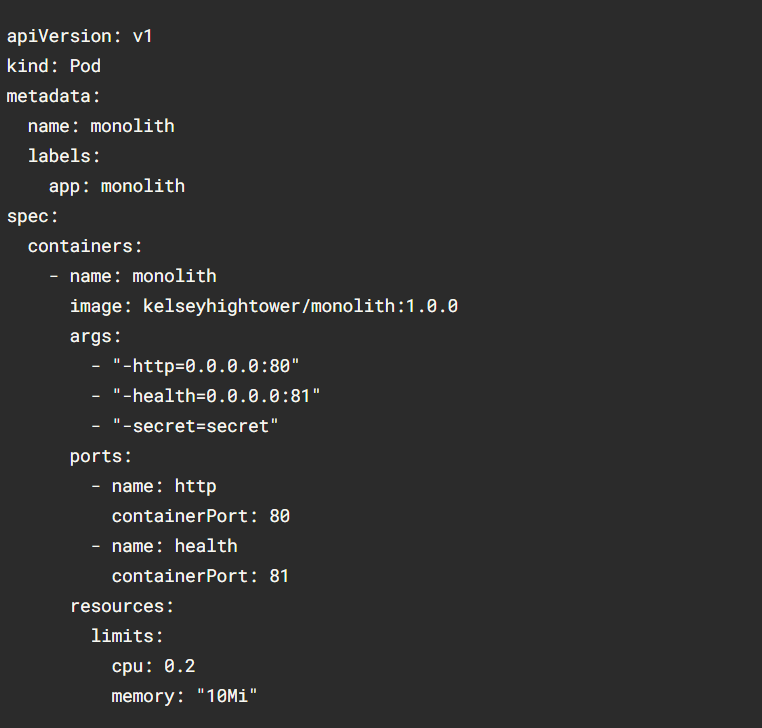 apiVersion: v1
kind: Pod
metadata:
  name: monolith
  labels:
    app: monolith
spec:
  containers:
    - name: monolith
      image: kelseyhightower/monolith:1.0.0
      args:
        - "-http=0.0.0.0:80"
        - "-health=0.0.0.0:81"
        - "-secret=secret"
      ports:
        - name: http
          containerPort: 80
        - name: health
          containerPort: 81
      resources:
        limits:
          cpu: 0.2
          memory: "10Mi"